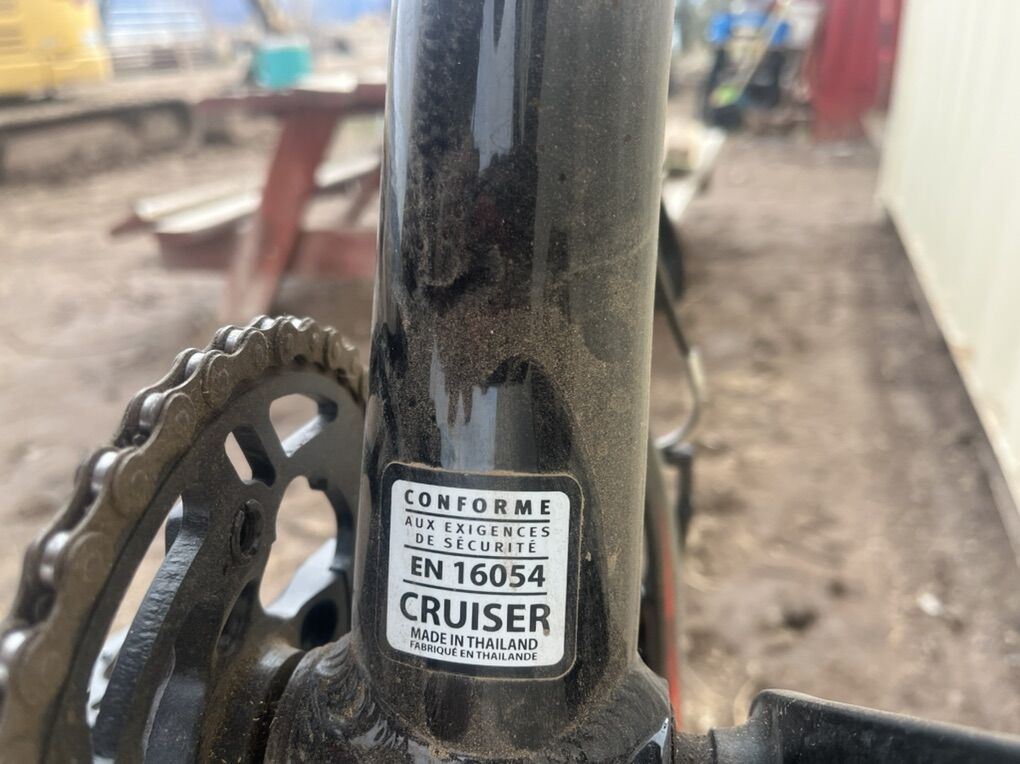 CONFORME
AUX EXIGENCES
DE SÉCURITÉ
EN 16054
CRUISER
MADE IN THAILAND
FABRIQUÉ EN THAILANDE